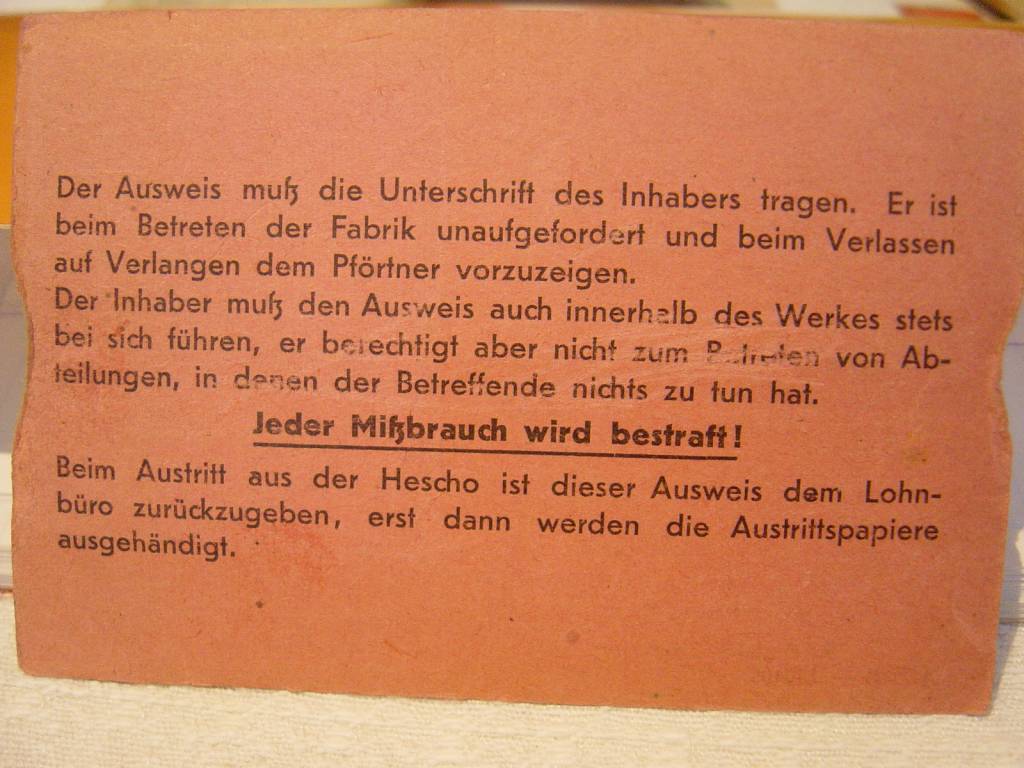 Der Ausweis muß die Unterschrift des Inhabers tragen. Er ist
beim Betreten der Fabrik unaufgefordert und beim Verlassen
auf Verlangen dem Pförtner vorzuzeigen.
Der Inhaber muß den Ausweis auch innerhalb des Werkes stets
bei sich führen, er berechtigt aber nicht zum Betreten von Ab-
teilungen, in denen der Betreffende nichts zu tun hat.
Jeder Mißbrauch wird bestraft!
Beim Austritt aus der Hescho ist dieser Ausweis dem Lohn-
büro zurückzugeben, erst dann werden die Austrittspapiere
ausgehändigt.